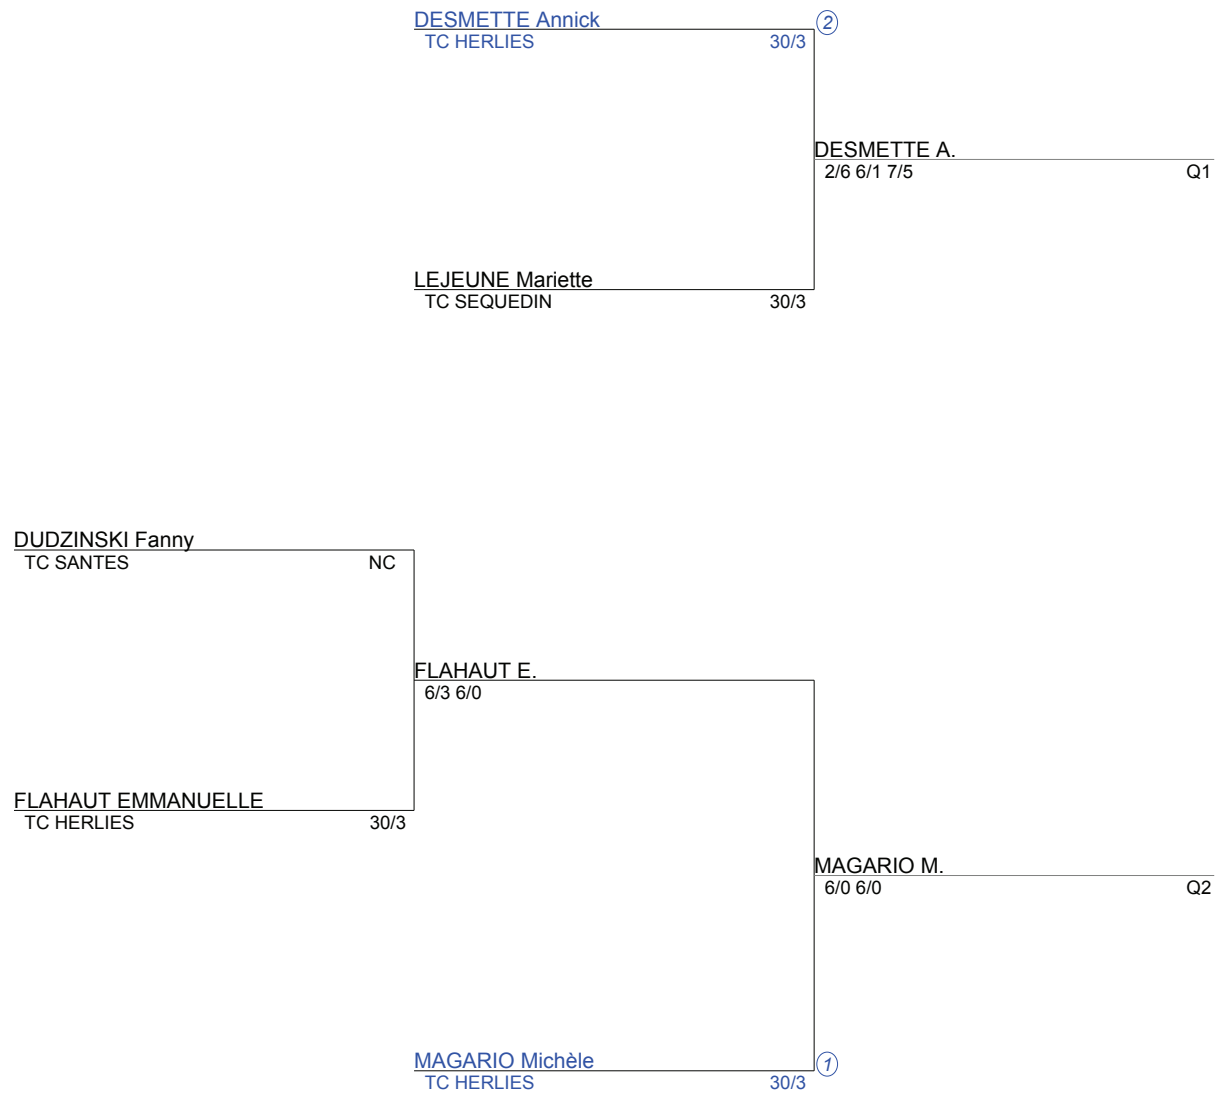 DESMETTE Annick 2
TC HERLIES 30/3
DESMETTE A.
2/6 6/1 7/5 Q1
LEJEUNE Mariette
TC SEQUEDIN 30/3
DUDZINSKI Fanny
TC SANTES NC
FLAHAUT E.
6/3 6/0
FLAHAUT EMMANUELLE
TC HERLIES 30/3
MAGARIO M.
6/0 6/0 Q2
MAGARIO Michèle 1
TC HERLIES 30/3